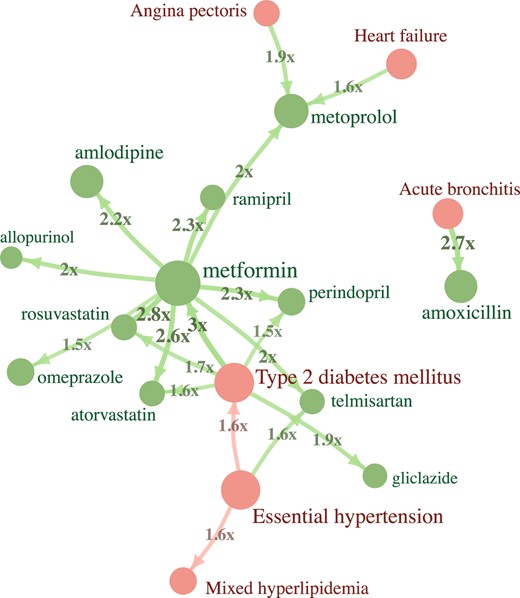 Angina pectoris
Heart failure
1.9x
1.6x
metoprolol
amlodipine
2x
Acute bronchitis
ramipril
2.2x
2.3x
allopurinol
2.7x
2x
metformin
2.3x
perindopril
amoxicillin
rosuvastatin
2.8x
3x
1.5x
2.6x
1.5x
2x
1.7x
omeprazole
Type 2 diabetes mellitus
1.6x
atorvastatin
telmisartan
1.6x
1.6x
1.9x
gliclazide
Essential hypertension
1.6x
Mixed hyperlipidemia